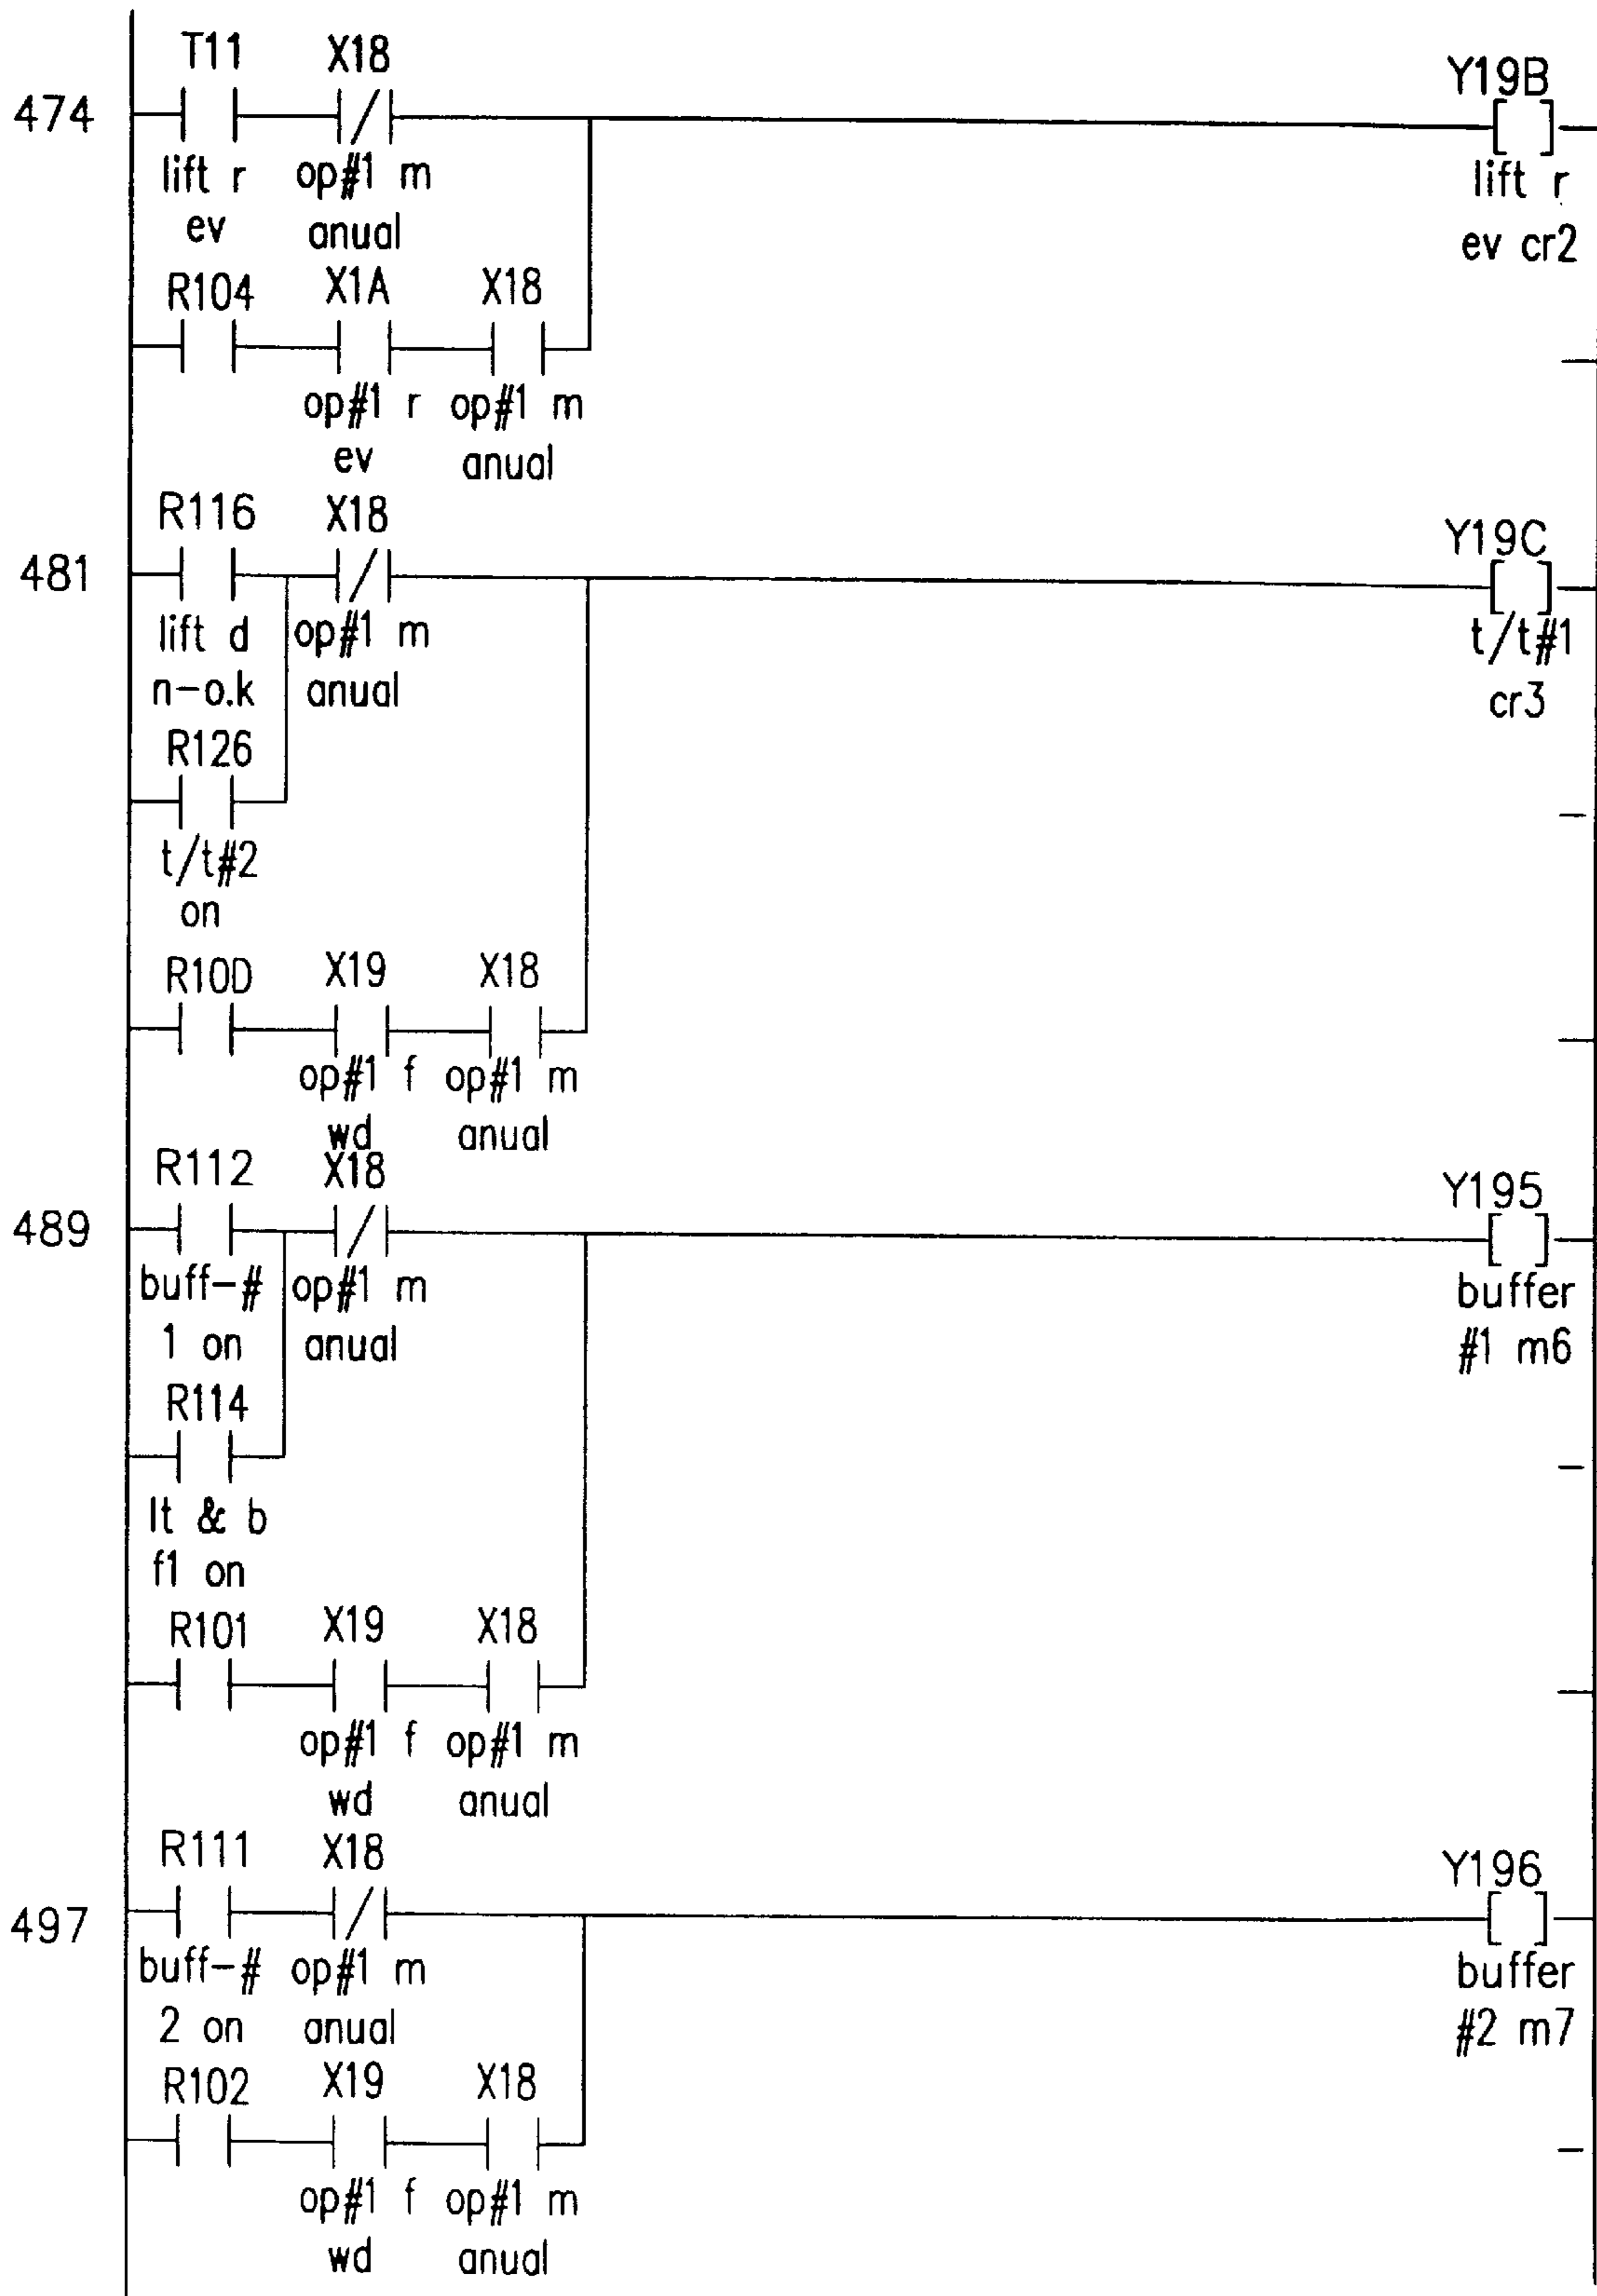 T11 X18 Y19B
474
lift r op#1 m lift r
ev anual ev cr2
R104 X1A X18
op#1 r op#1 m
ev anual
R116 X18 Y19C
481
lift d op#1 m t/t#1
n-o.k anual cr3
R126
t/t#2
on
R10D X19 X18
op#1 f op#1 m
wd anual
R112 X18 Y195
489
buff-# op#1 m buffer
1 on anual #1 m6
R114
lt & b
f1 on
R101 X19 X18
op#1 f op#1 m
wd anual
R111 X18 Y196
497
buff-# op#1 m buffer
2 on anual #2 m7
R102 X19 X18
op#1 f op#1 m
wd anual